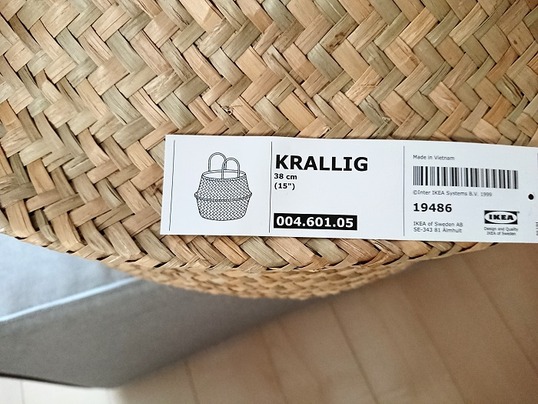 KRALLIG
38 cm
(15")
004.601.05
Made in Vietnam
©Inter IKEA Systems B.V. 1999
19486
IKEA of Sweden AB
SE-343 81 Älmhult
IKEA
Design and Quality
IKEA of Sweden